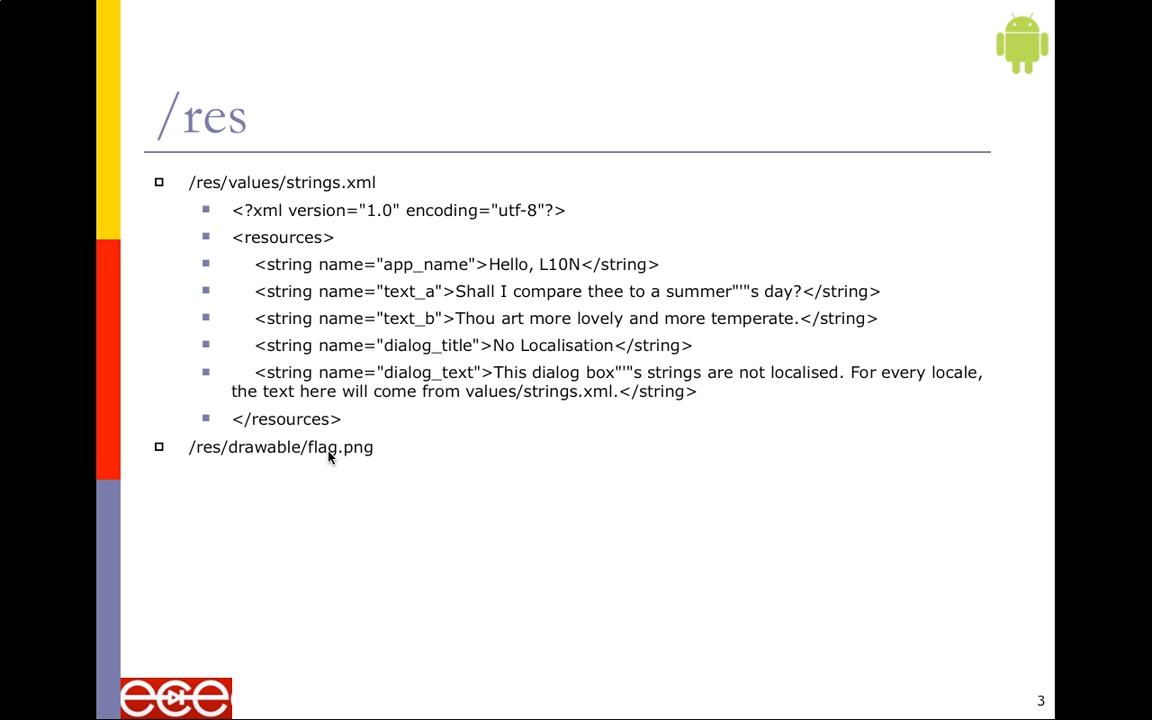 /res
/res/values/strings.xml
<?xml version="1.0" encoding="utf-8"?>
<resources>
<string name="app_name">Hello, L10N</string>
<string name="text_a">Shall I compare thee to a summer"'"s day?</string>
<string name="text_b">Thou art more lovely and more temperate.</string>
<string name="dialog_title">No Localisation</string>
<string name="dialog_text">This dialog box"'"s strings are not localised. For every locale,
the text here will come from values/strings.xml.</string>
</resources>
/res/drawable/flag.png
ece
3